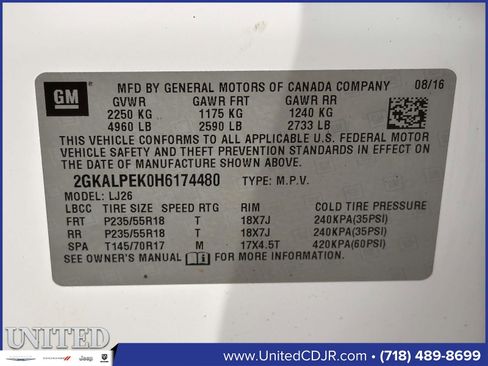 GM
MFD BY GENERAL MOTORS OF CANADA COMPANY 08/16
GVWR GAWR FRT GAWR RR
2250 KG 1175 KG 1240 KG
4960 LB 2590 LB 2733 LB
THIS VEHICLE CONFORMS TO ALL APPLICABLE U.S. FEDERAL MOTOR
VEHICLE SAFETY AND THEFT PREVENTION STANDARDS IN EFFECT ON THE
DATE OF MANUFACTURE SHOWN ABOVE.
2GKALPEK0H6174480 TYPE: M.P.V.
MODEL: LJ26
LBCC TIRE SIZE SPEED RTG RIM COLD TIRE PRESSURE
FRT P235/55R18 T 18X7J 240KPA(35PSI)
RR P235/55R18 T 18X7J 240KPA(35PSI)
SPA T145/70R17 M 17X4.5T 420KPA(60PSI)
SEE OWNER'S MANUAL FOR MORE INFORMATION.
UNITED
Jeep
www.UnitedCDJR.com (718) 489-8699